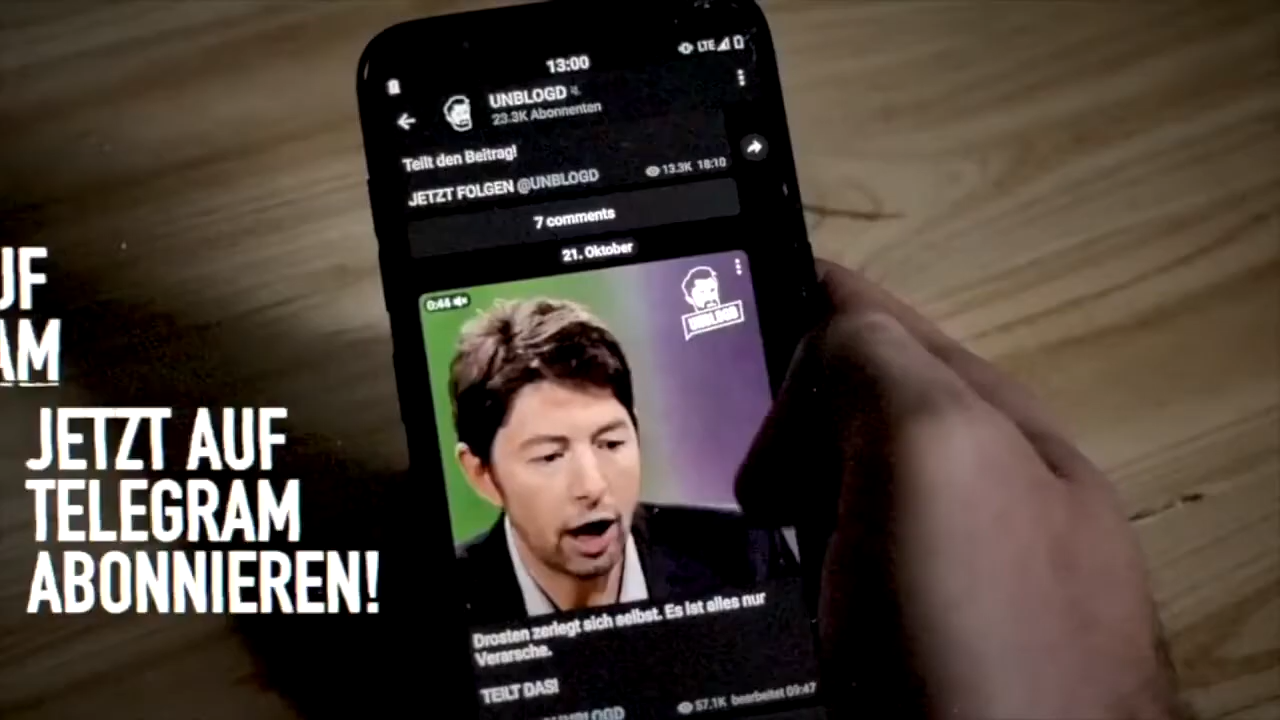 13:00
LTE
UNBLOGD
23.3K Abonnenten
Teilt den Beitrag!
JETZT FOLGEN @UNBLOGD
13.3K 18:10
7 comments
21. Oktober
0:44
UNBLOGD
UF
AM
JETZT AUF
TELEGRAM
ABONNIEREN!
Drosten zerlegt sich selbst. Es ist alles nur
Verarsche.
TEILT DAS!
UNBLOGD
57.1K bearbeitet 09:47